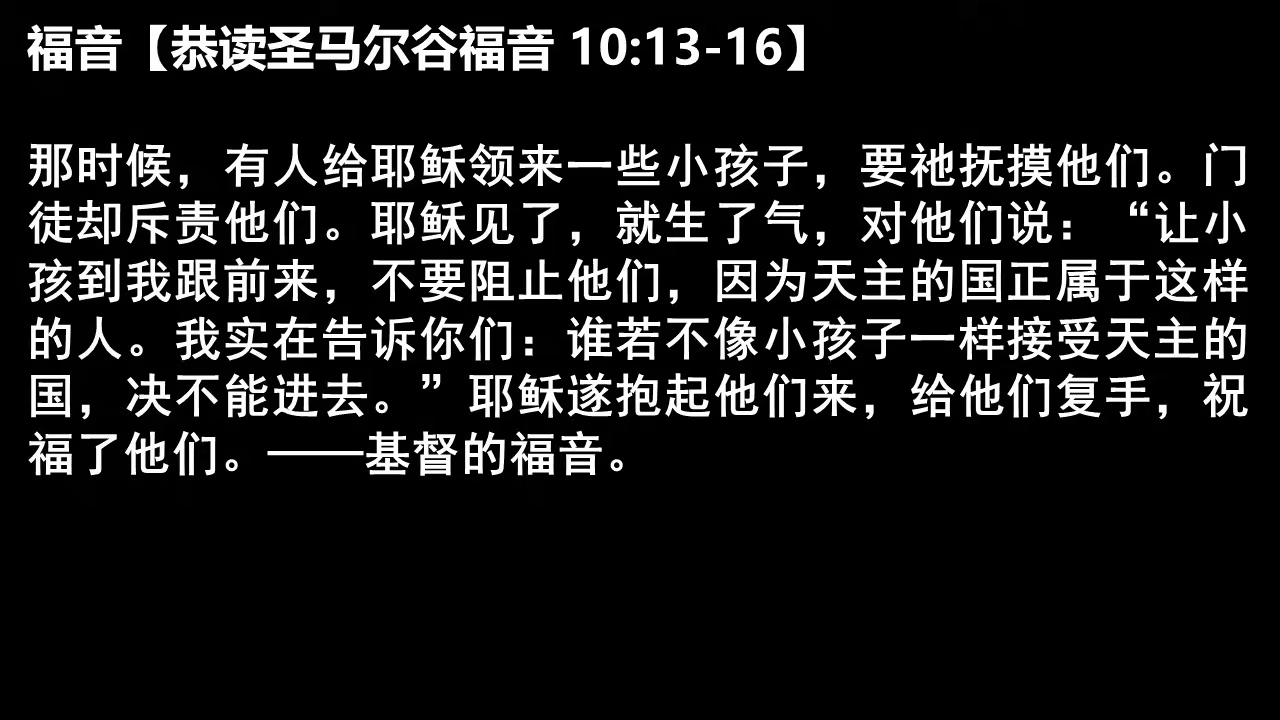 福音【恭读圣马尔谷福音 10:13-16】
那时候，有人给耶稣领来一些小孩子，要祂抚摸他们。门
徒却斥责他们。耶稣见了，就生了气，对他们说：“让小
孩到我跟前来，不要阻止他们，因为天主的国正属于这样
的人。我实在告诉你们：谁若不像小孩子一样接受天主的
国，决不能进去。”耶稣遂抱起他们来，给他们复手，祝
福了他们。——基督的福音。